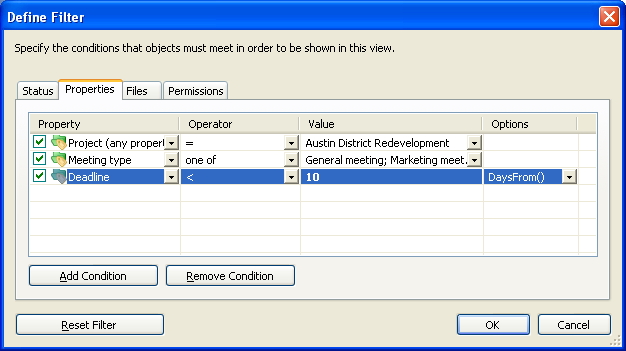 Define Filter
Specify the conditions that objects must meet in order to be shown in this view.
Status Properties Files Permissions
Property Operator Value Options
Project (any propert = Austin District Redevelopment
Meeting type one of General meeting; Marketing meet...
Deadline < 10 DaysFrom()
Add Condition Remove Condition
Reset Filter OK Cancel